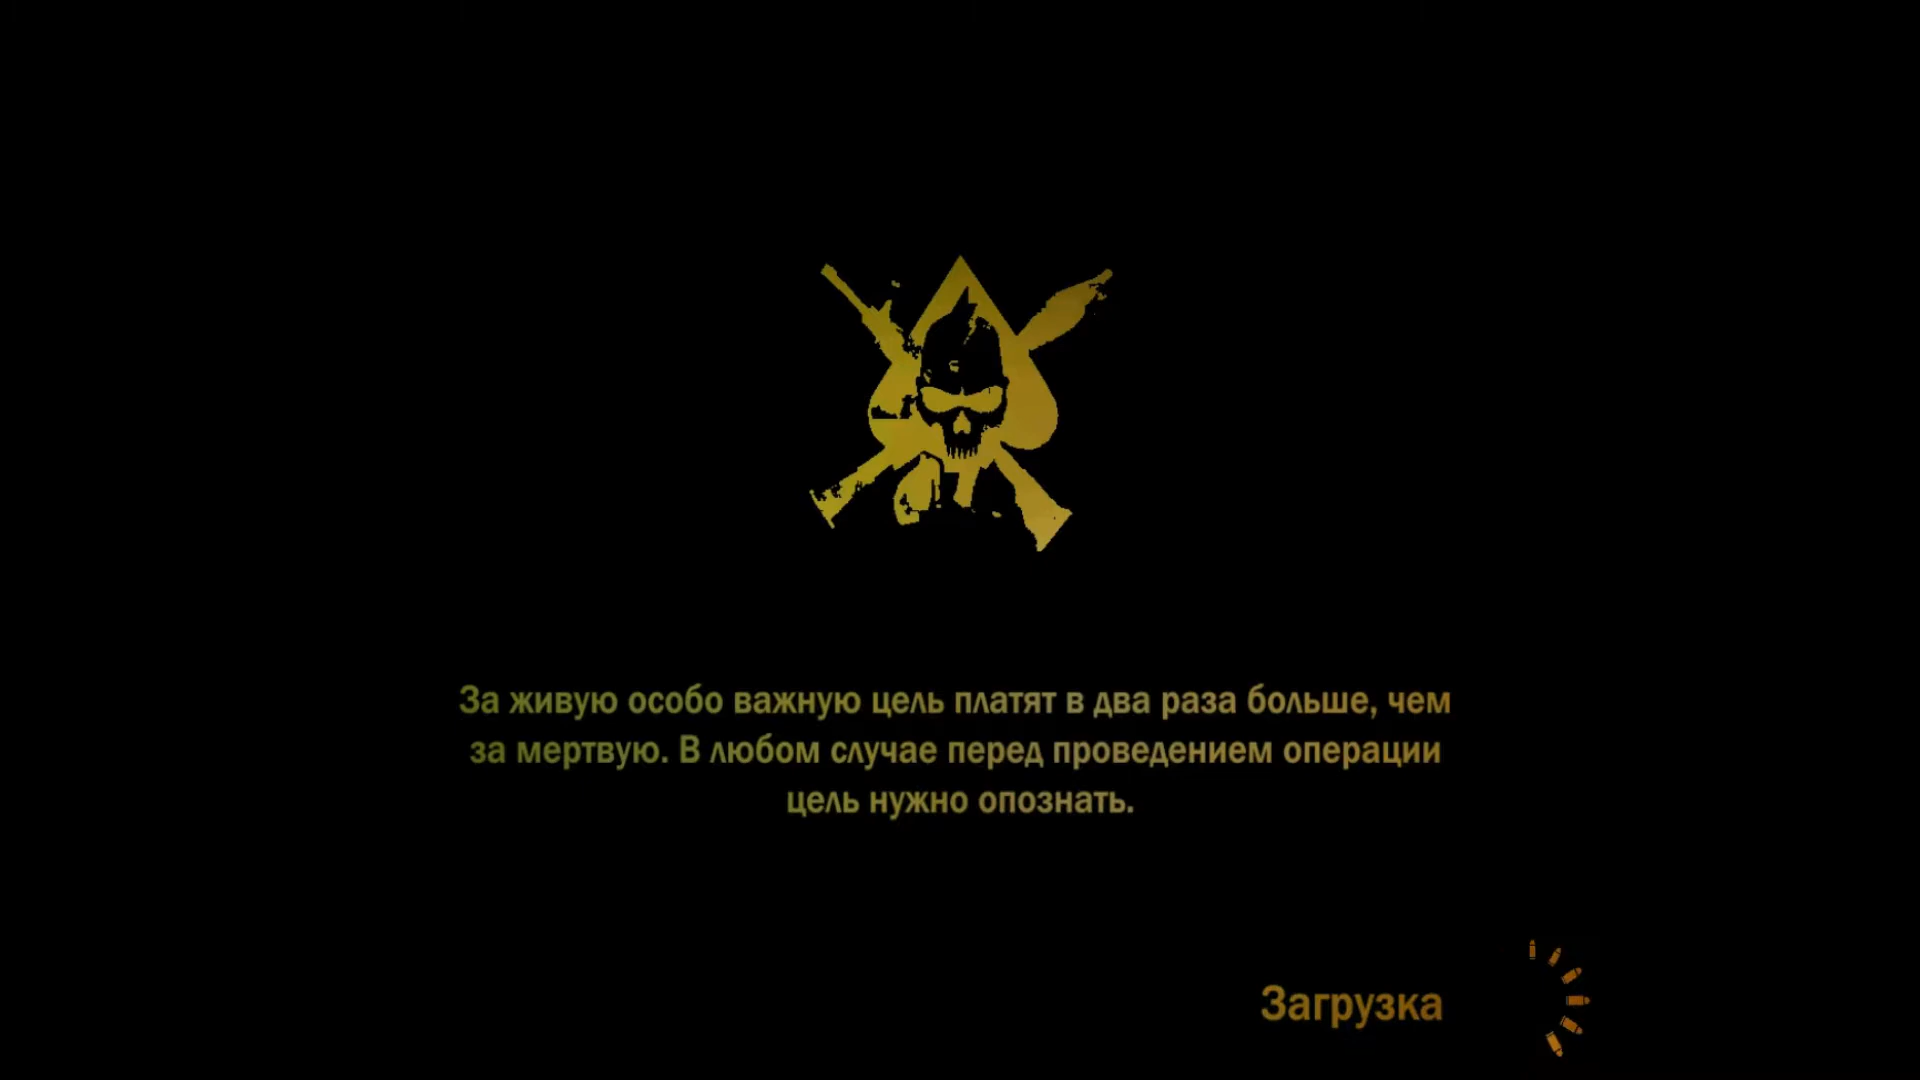 За живую особо важную цель платят в два раза больше, чем
за мертвую. В любом случае перед проведением операции
цель нужно опознать.
Загрузка